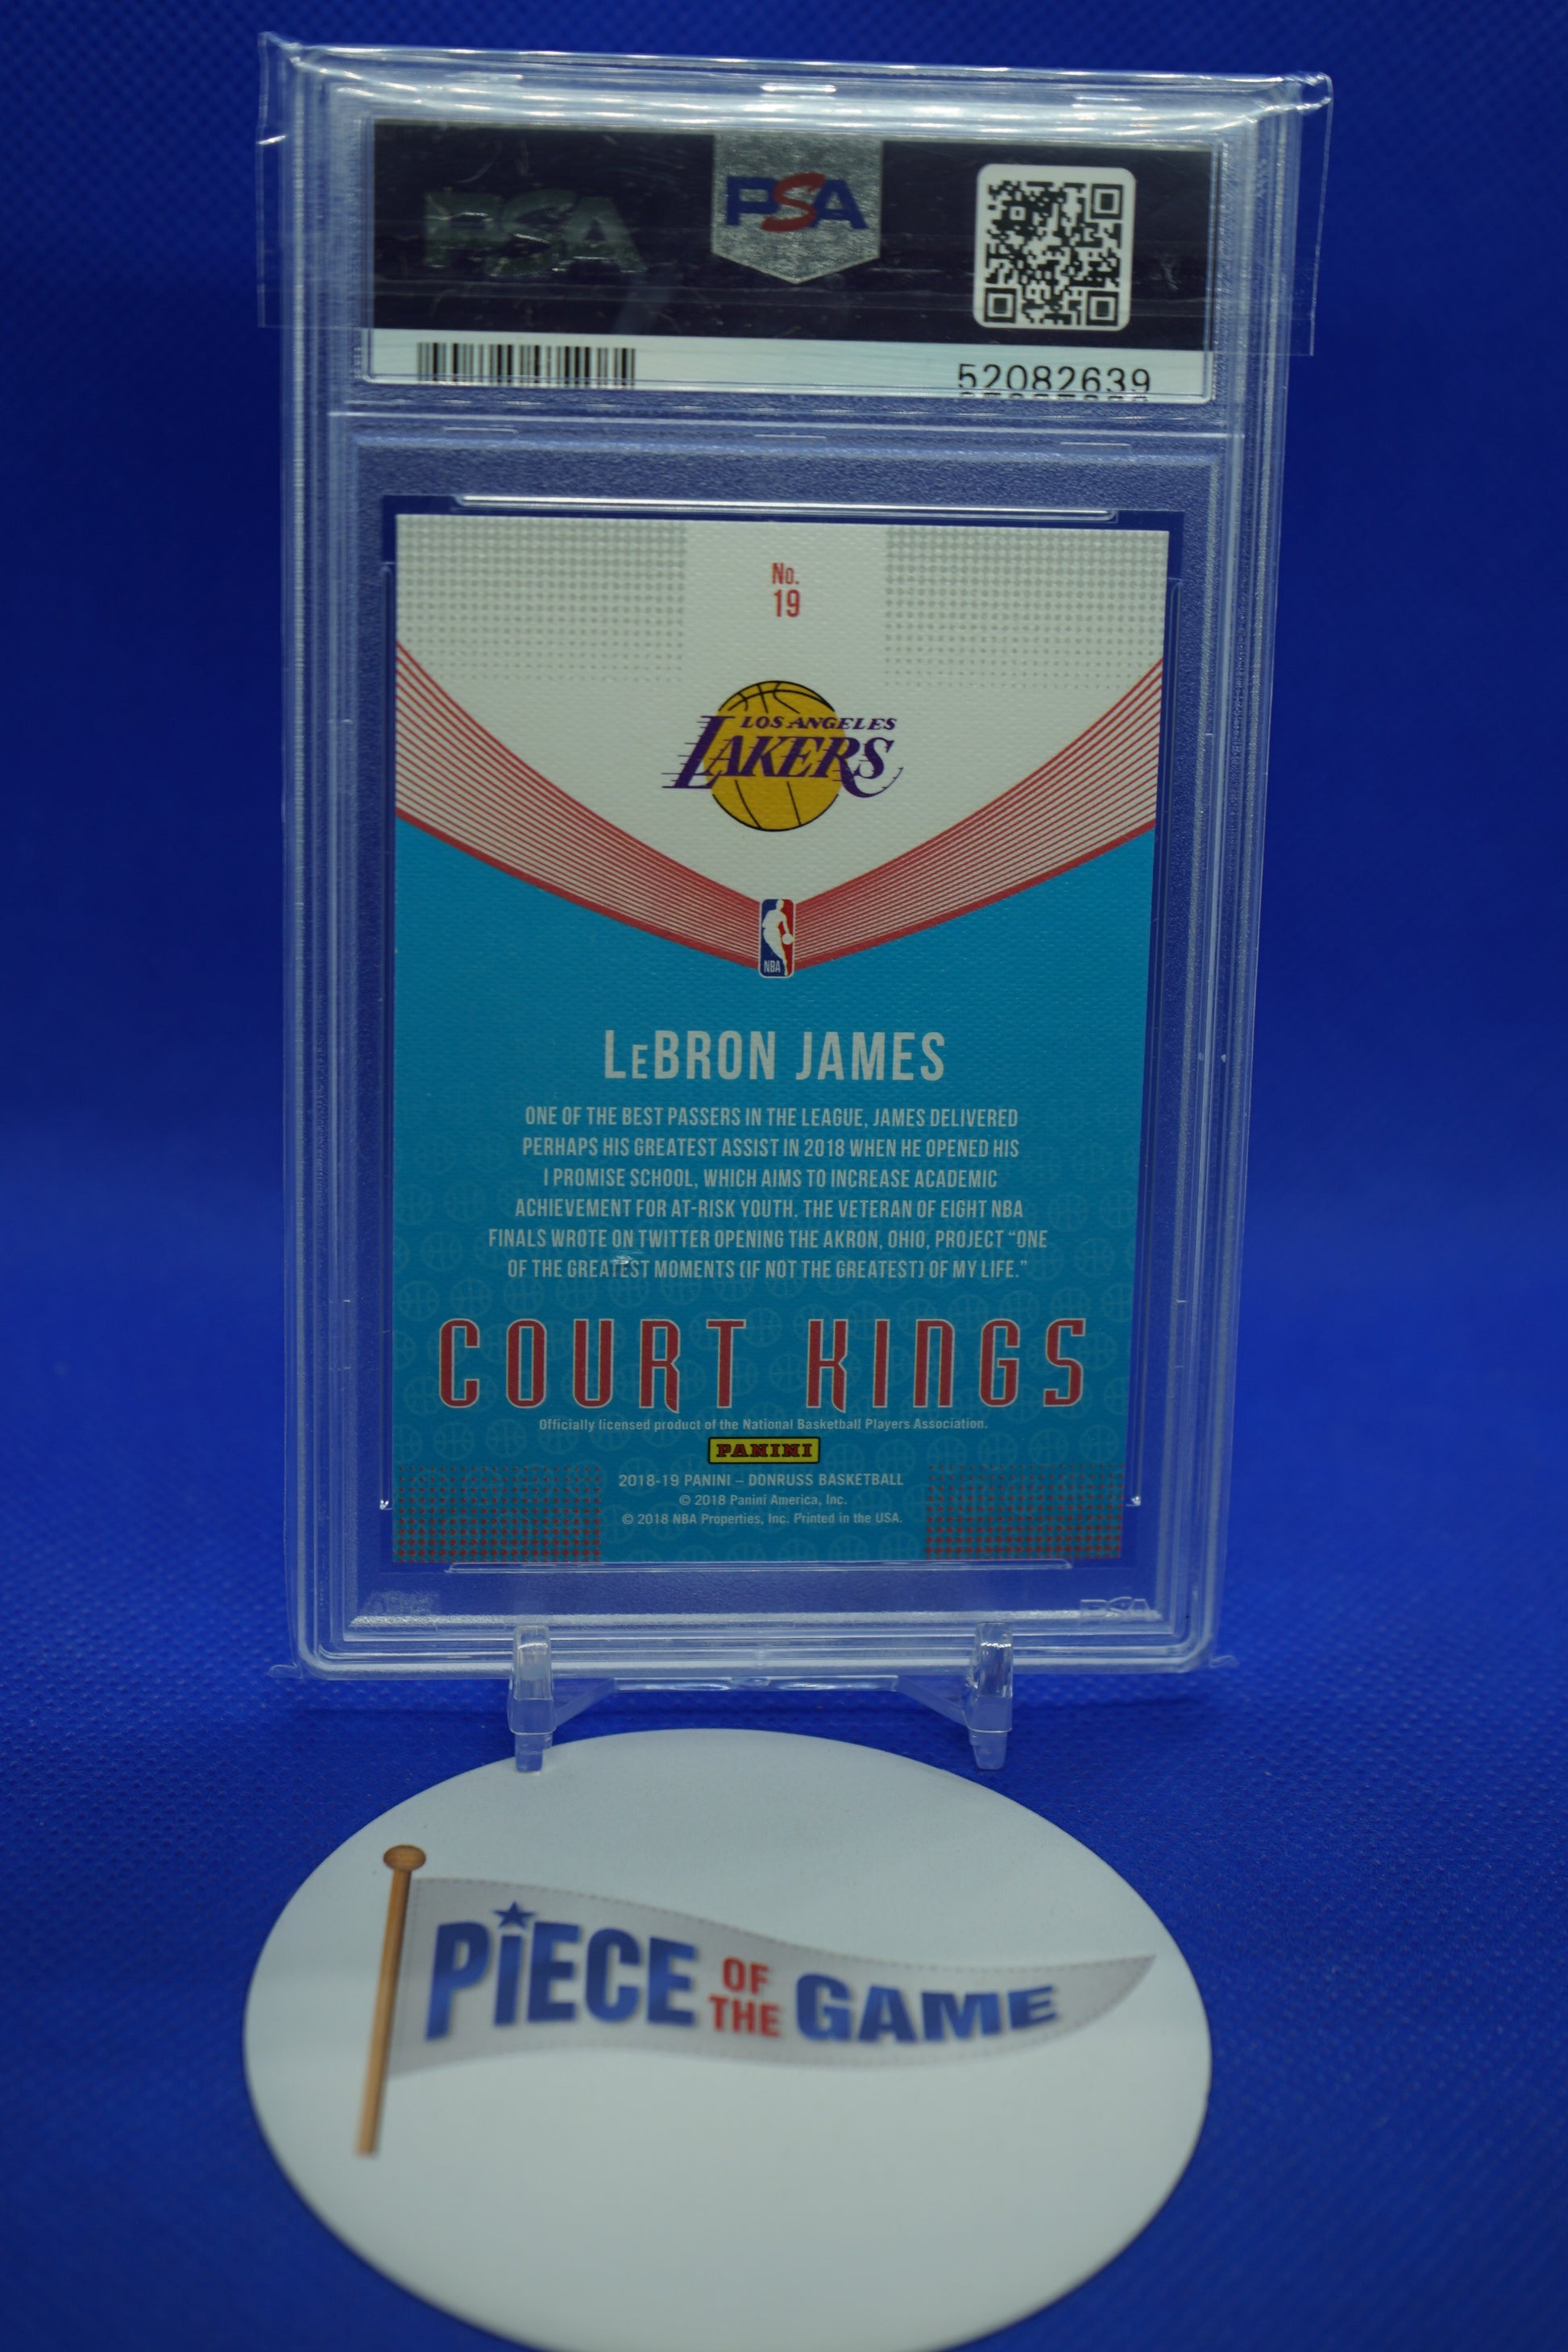 PSA
PSA
52082639
No.
19
LOS ANGELES
LAKERS
NBA
LeBRON JAMES
ONE OF THE BEST PASSERS IN THE LEAGUE, JAMES DELIVERED
PERHAPS HIS GREATEST ASSIST IN 2018 WHEN HE OPENED HIS
I PROMISE SCHOOL, WHICH AIMS TO INCREASE ACADEMIC
ACHIEVEMENT FOR AT-RISK YOUTH. THE VETERAN OF EIGHT NBA
FINALS WROTE ON TWITTER OPENING THE AKRON, OHIO, PROJECT “ONE
OF THE GREATEST MOMENTS (IF NOT THE GREATEST) OF MY LIFE.”
COURT KINGS
Officially licensed product of the National Basketball Players Association.
PANINI
2018-19 PANINI – DONRUSS BASKETBALL
© 2018 Panini America, Inc.
© 2018 NBA Properties, Inc. Printed in the USA.
PSA
PIECE OF THE GAME